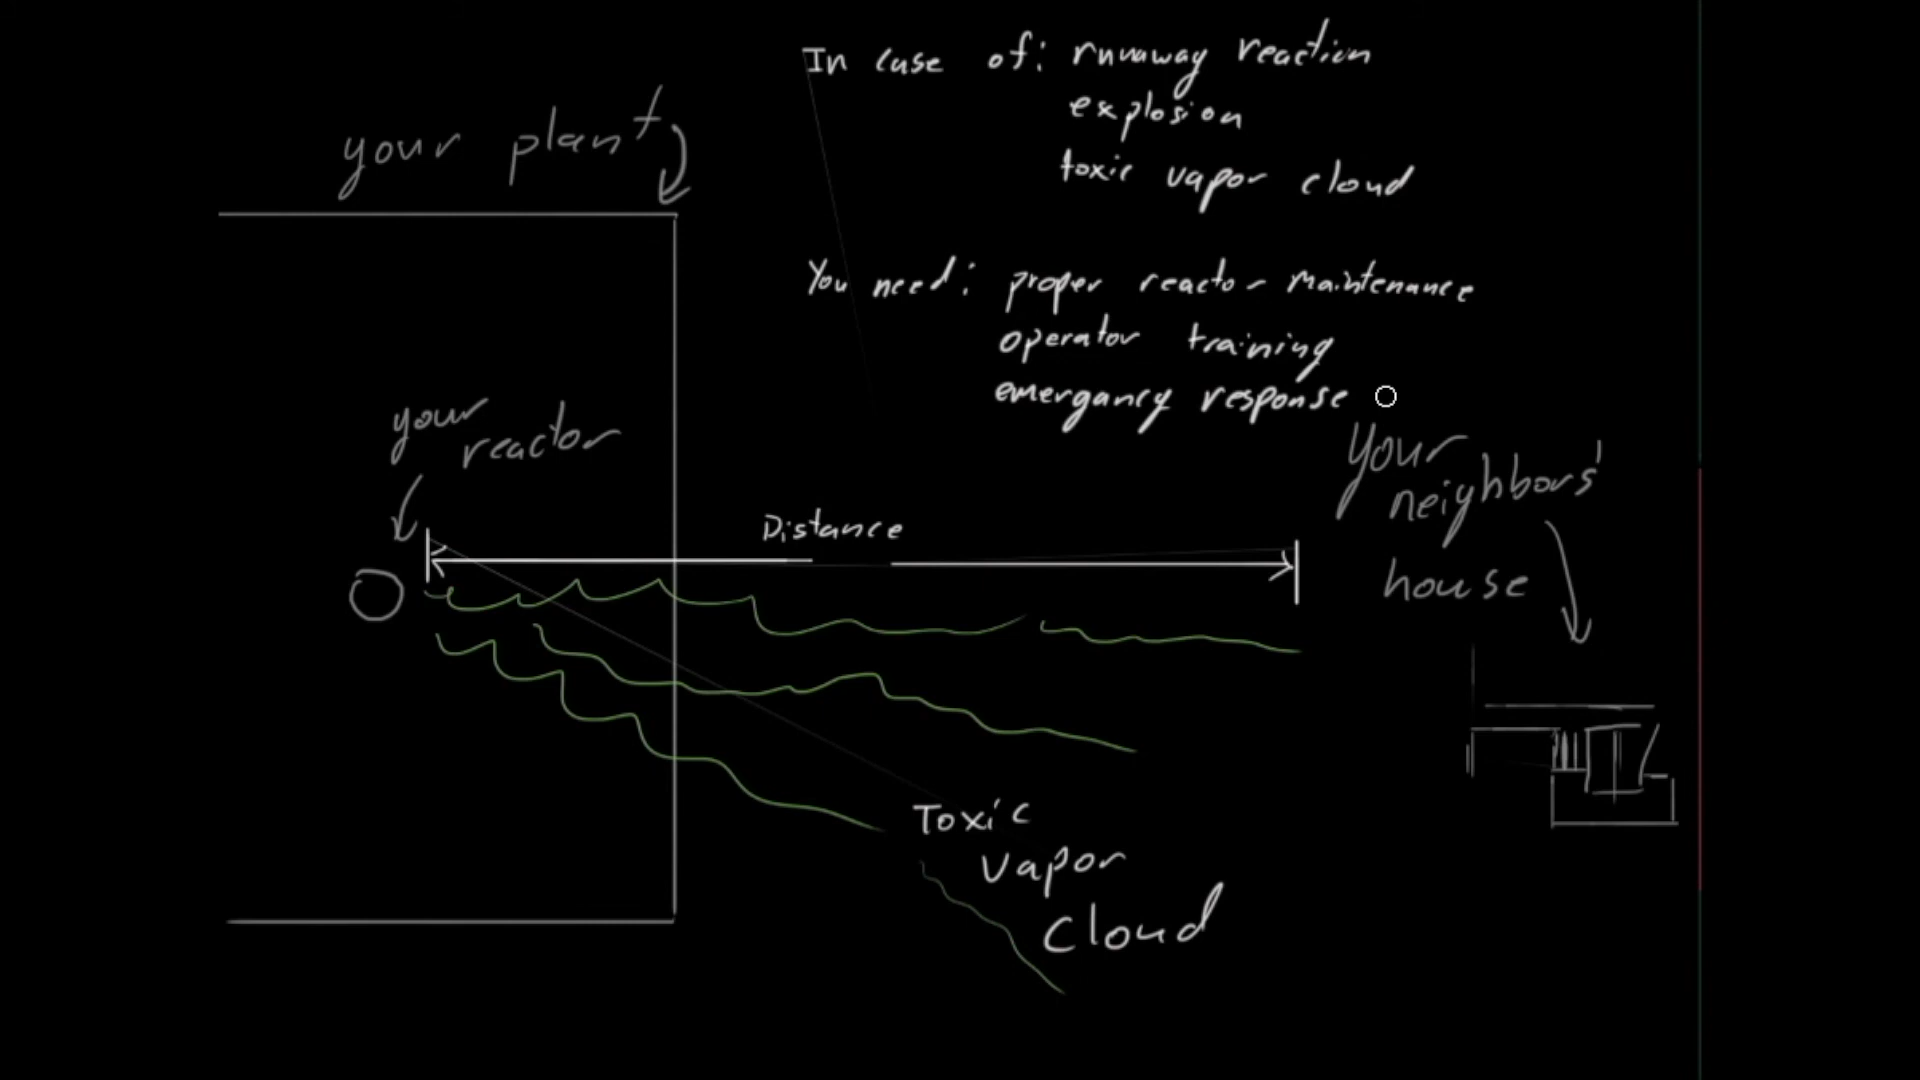 In case of: runaway reaction
explosion
toxic vapor cloud
your plant
You need: proper reactor maintenance
operator training
emergancy response
your
reactor
your
neighbors'
house
Distance
Toxic
vapor
cloud